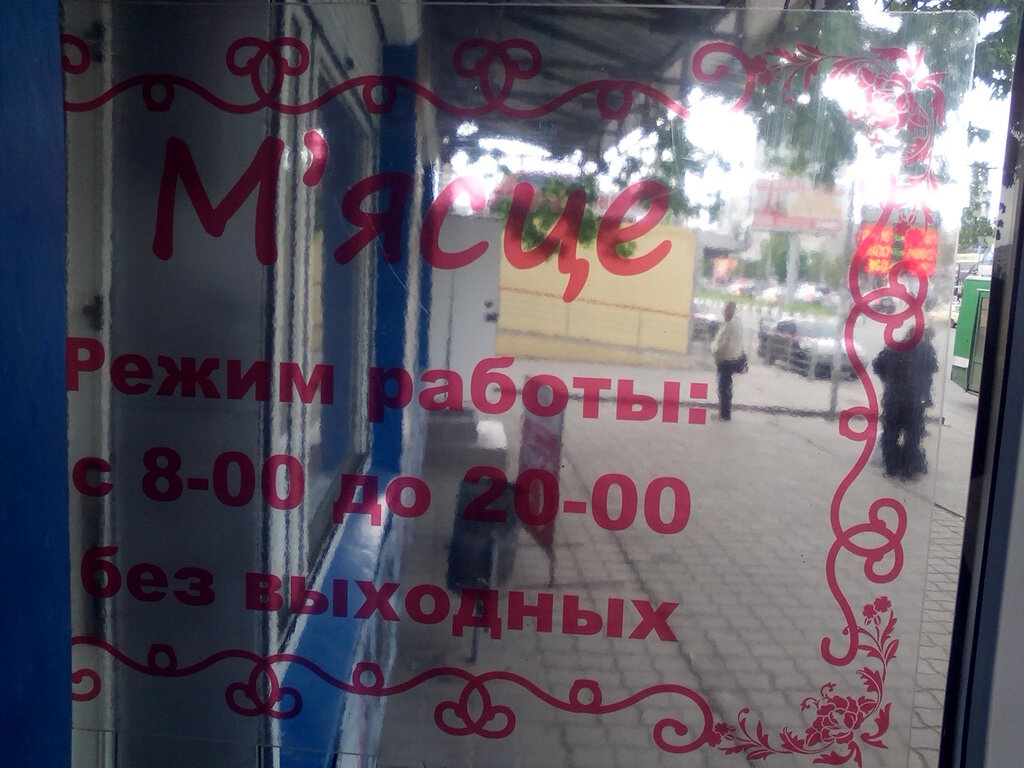 М'ясце
Режим работы:
с 8-00 до 20-00
без выходных